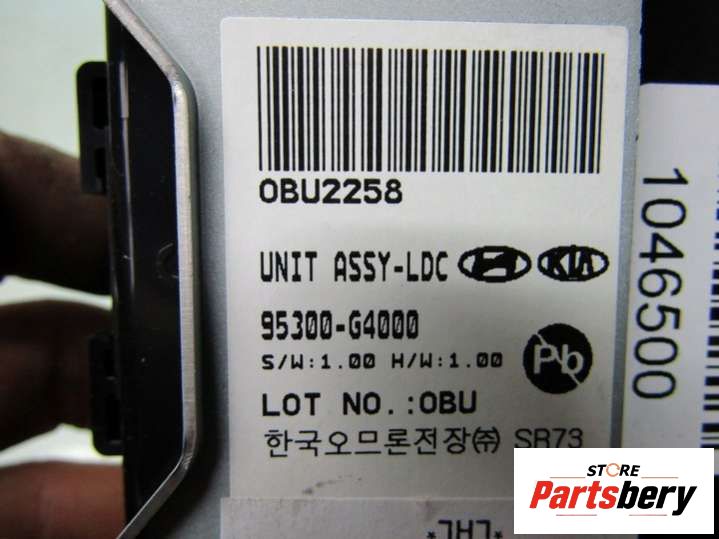 OBU2258
UNIT ASSY-LDC KIA
95300-G4000
S/W:1.00 H/W:1.00
Pb
LOT NO.:OBU
한국오므론전장㈜ SR73
1046500
STORE
Partsbery